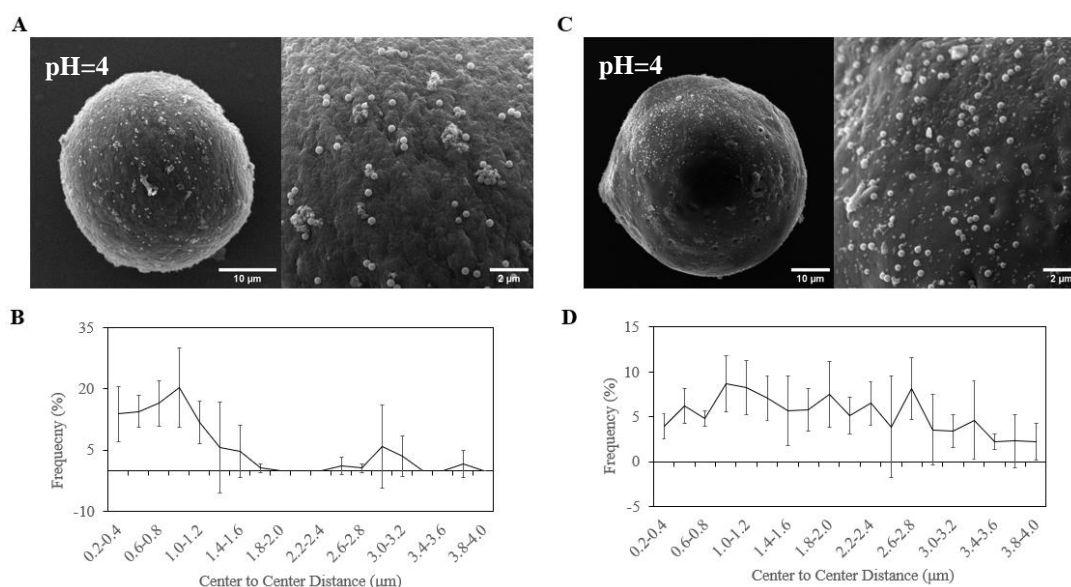 A
pH=4
10 µm
2 µm
B
35
20
5
-10
Frequecny (%)
0.2-0.4
0.6-0.8
1.0-1.2
1.4-1.6
1.8-2.0
2.2-2.4
2.6-2.8
3.0-3.2
3.4-3.6
3.8-4.0
Center to Center Distance (µm)
C
pH=4
10 µm
2 µm
D
15
10
5
0
-5
Frequency (%)
0.2-0.4
0.6-0.8
1.0-1.2
1.4-1.6
1.8-2.0
2.2-2.4
2.6-2.8
3.0-3.2
3.4-3.6
3.8-4.0
Center to Center Distance (µm)